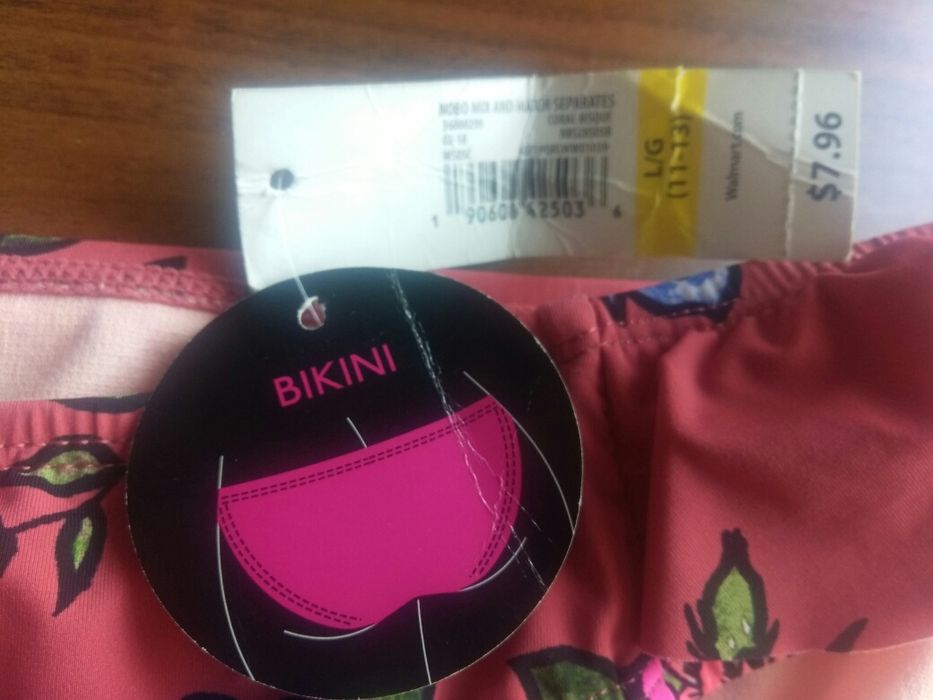 NOBO MIX AND MATCH SEPARATES
CORAL BISQUE
1 90606 42503 6
L/G
(11-13)
Walmart.com
$7.96
BIKINI